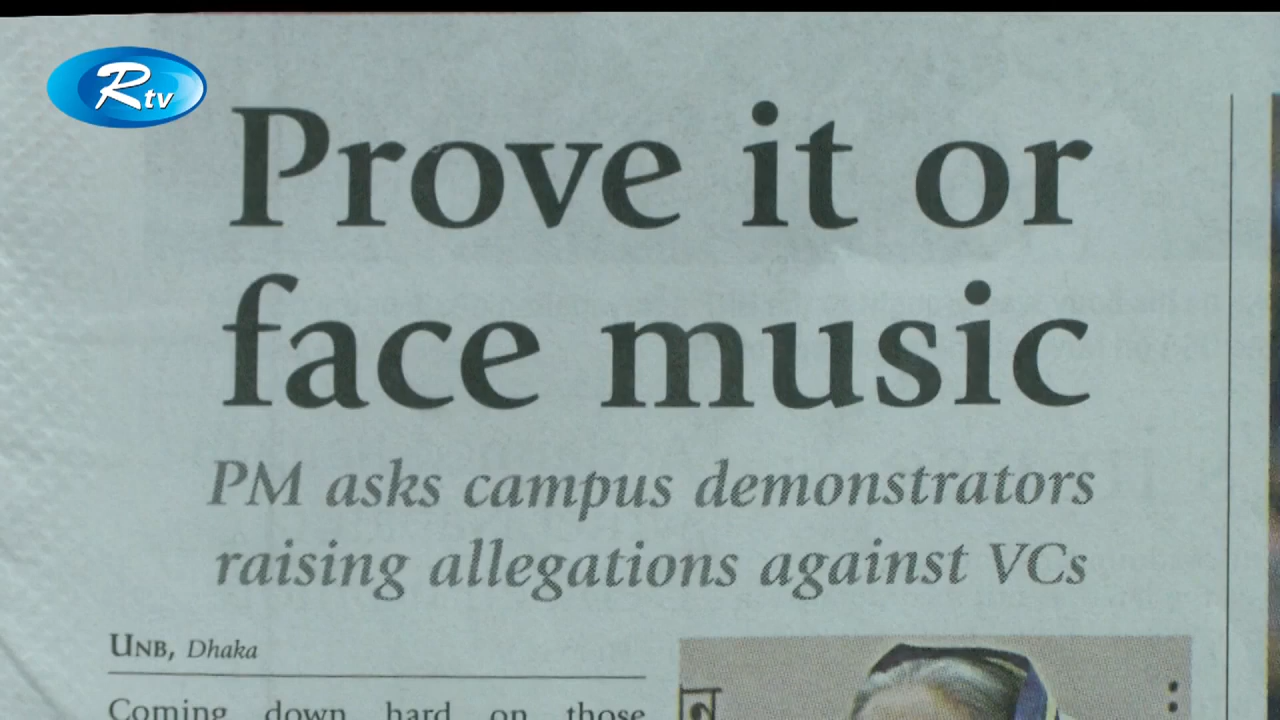 Rtv
Prove it or
face music
PM asks campus demonstrators
raising allegations against VCs
UNB, Dhaka
Coming down hard on those
ন